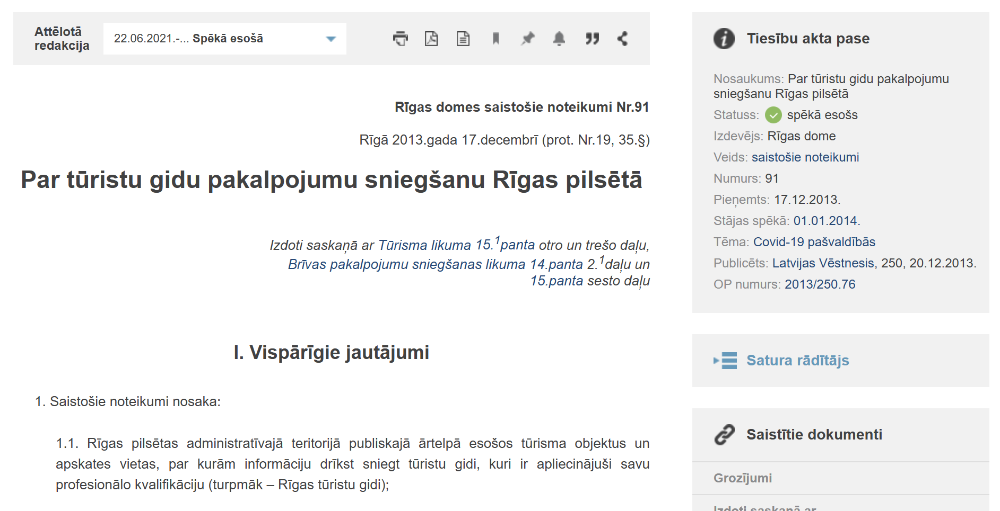 Attēlotā
redakcija
22.06.2021.-... Spēkā esošā
Rīgas domes saistošie noteikumi Nr.91
Rīgā 2013.gada 17.decembrī (prot. Nr.19, 35.§)
Par tūristu gidu pakalpojumu sniegšanu Rīgas pilsētā
Izdoti saskaņā ar Tūrisma likuma 15.¹panta otro un trešo daļu,
Brīvas pakalpojumu sniegšanas likuma 14.panta 2.¹daļu un
15.panta sesto daļu
I. Vispārīgie jautājumi
1. Saistošie noteikumi nosaka:
1.1. Rīgas pilsētas administratīvajā teritorijā publiskajā ārtelpā esošos tūrisma objektus un
apskates vietas, par kurām informāciju drīkst sniegt tūristu gidi, kuri ir apliecinājuši savu
profesionālo kvalifikāciju (turpmāk – Rīgas tūristu gidi);
Tiesību akta pase
Nosaukums: Par tūristu gidu pakalpojumu
sniegšanu Rīgas pilsētā
Statuss: spēkā esošs
Izdevējs: Rīgas dome
Veids: saistošie noteikumi
Numurs: 91
Pieņemts: 17.12.2013.
Stājas spēkā: 01.01.2014.
Tēma: Covid-19 pašvaldībās
Publicēts: Latvijas Vēstnesis, 250, 20.12.2013.
OP numurs: 2013/250.76
Satura rādītājs
Saistītie dokumenti
Grozījumi
Izdoti saskaņā ar